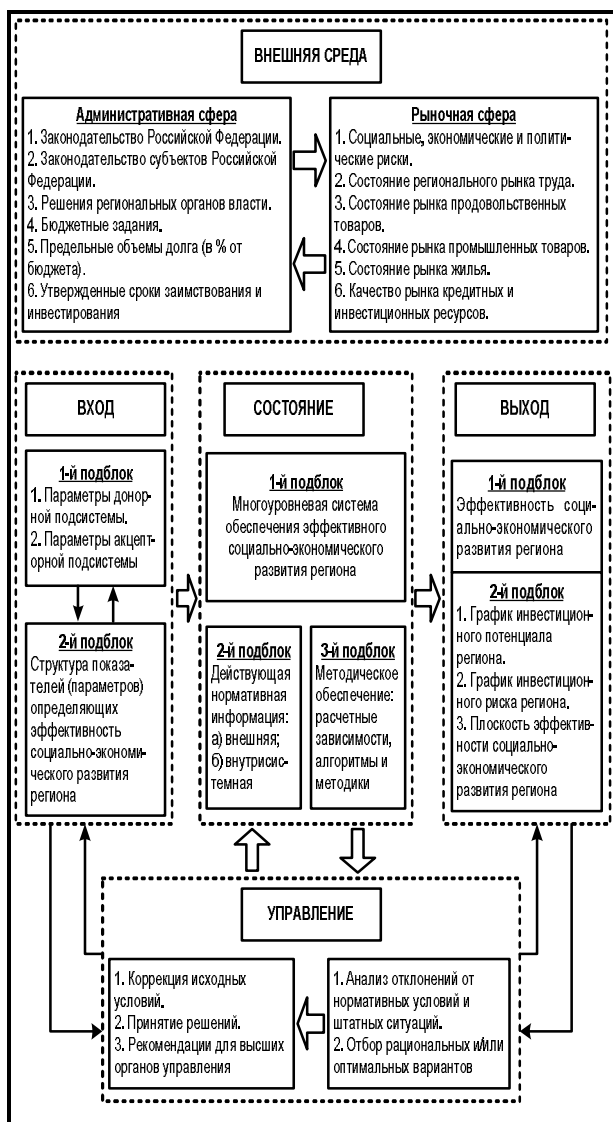 ВНЕШНЯЯ СРЕДА
Административная сфера
1. Законодательство Российской Федерации.
2. Законодательство субъектов Российской
Федерации.
3. Решения региональных органов власти.
4. Бюджетные задания.
5. Предельные объемы долга (в % от
бюджета).
6. Утвержденные сроки заимствования и
инвестирования
Рыночная сфера
1. Социальные, экономические и полити-
ческие риски.
2. Состояние регионального рынка труда.
3. Состояние рынка продовольственных
товаров.
4. Состояние рынка промышленных товаров.
5. Состояние рынка жилья.
6. Качество рынка кредитных и
инвестиционных ресурсов.
ВХОД
1-й подблок
1. Параметры донор-
ной подсистемы.
2. Параметры акцеп-
торной подсистемы
2-й подблок
Структура показа-
телей (параметров)
определяющих
эффективность
социально-экономи-
ческого развития
региона
СОСТОЯНИЕ
1-й подблок
Многоуровневая система
обеспечения эффективного
социально-экономического
развития региона
2-й подблок
Действующая
нормативная
информация:
а) внешняя;
б) внутрисис-
темная
3-й подблок
Методическое
обеспечение:
расчетные
зависимости,
алгоритмы и
методики
ВЫХОД
1-й подблок
Эффективность соци-
ально-экономического
развития региона
2-й подблок
1. График инвестици-
онного потенциала
региона.
2. График инвестици-
онного риска региона.
3. Плоскость эффек-
тивности социально-
экономического
развития региона
УПРАВЛЕНИЕ
1. Коррекция исходных
условий.
2. Принятие решений.
3. Рекомендации для высших
органов управления
1. Анализ отклонений от
нормативных условий и
штатных ситуаций.
2. Отбор рациональных и/или
оптимальных вариантов